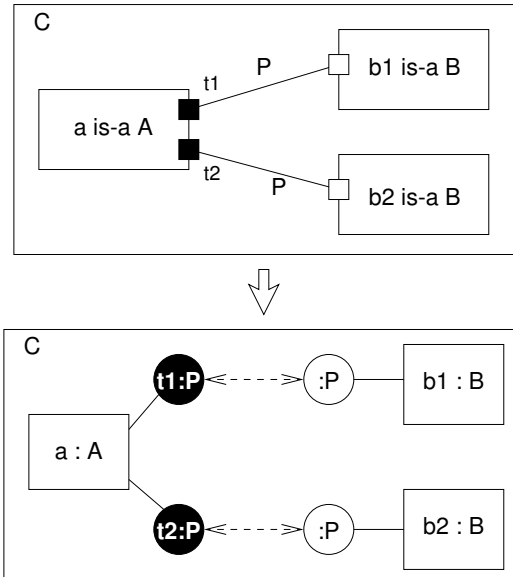 C
P
b1 is-a B
t1
a is-a A
t2
P
b2 is-a B
C
t1:P
:P
b1 : B
a : A
t2:P
:P
b2 : B